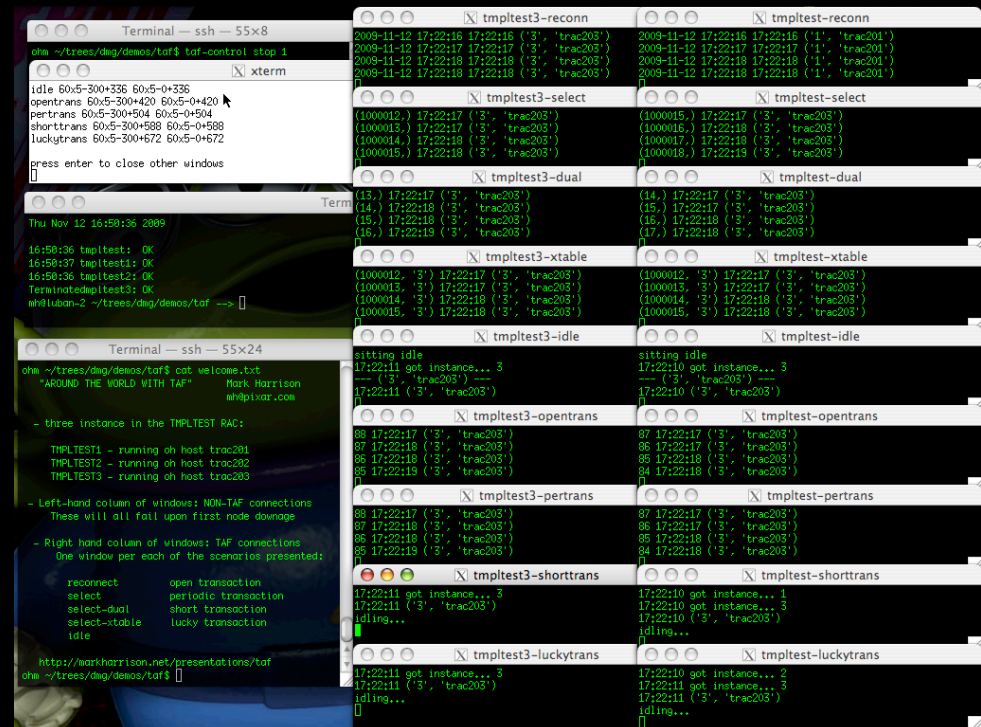 Terminal — ssh — 55×8
ohm ~/trees/dmg/demos/taf$ taf-control stop 1
xterm
idle 60x5-300+336 60x5-0+336
opentrans 60x5-300+420 60x5-0+420
pertrans 60x5-300+504 60x5-0+504
shorttrans 60x5-300+588 60x5-0+588
luckytrans 60x5-300+672 60x5-0+672
press enter to close other windows
Term
Thu Nov 12 16:50:36 2009
16:50:36 tmpltest: OK
16:50:37 tmpltest1: OK
16:50:36 tmpltest2: OK
Terminatedmpltest3: OK
mh@luban-2 ~/trees/dmg/demos/taf -->
Terminal — ssh — 55×24
ohm ~/trees/dmg/demos/taf$ cat welcome.txt
"AROUND THE WORLD WITH TAF" Mark Harrison
mh@pixar.com
- three instance in the TMPLTEST RAC:
TMPLTEST1 - running oh host trac201
TMPLTEST2 - running oh host trac202
TMPLTEST3 - running oh host trac203
- Left-hand column of windows: NON-TAF connections
These will all fail upon first node downage
- Right hand column of windows: TAF connections
One window per each of the scenarios presented:
reconnect open transaction
select periodic transaction
select-dual short transaction
select-xtable lucky transaction
idle
http://markharrison.net/presentations/taf
ohm ~/trees/dmg/demos/taf$
tmpltest3-reconn
2009-11-12 17:22:16 17:22:16 ('3', 'trac203')
2009-11-12 17:22:16 17:22:16 ('3', 'trac203')
2009-11-12 17:22:18 17:22:18 ('3', 'trac203')
2009-11-12 17:22:18 17:22:18 ('3', 'trac203')
tmpltest3-select
(1000012,) 17:22:17 ('3', 'trac203')
(1000013,) 17:22:17 ('3', 'trac203')
(1000014,) 17:22:18 ('3', 'trac203')
(1000015,) 17:22:18 ('3', 'trac203')
tmpltest3-dual
(13,) 17:22:17 ('3', 'trac203')
(14,) 17:22:18 ('3', 'trac203')
(15,) 17:22:18 ('3', 'trac203')
(16,) 17:22:19 ('3', 'trac203')
tmpltest3-xtable
(1000012, '3') 17:22:17 ('3', 'trac203')
(1000013, '3') 17:22:17 ('3', 'trac203')
(1000014, '3') 17:22:18 ('3', 'trac203')
(1000015, '3') 17:22:18 ('3', 'trac203')
tmpltest3-idle
sitting idle
17:22:11 got instance... 3
--- ('3', 'trac203') ---
17:22:11 ('3', 'trac203')
tmpltest3-opentrans
88 17:22:17 ('3', 'trac203')
87 17:22:18 ('3', 'trac203')
86 17:22:18 ('3', 'trac203')
85 17:22:19 ('3', 'trac203')
tmpltest3-pertrans
88 17:22:17 ('3', 'trac203')
87 17:22:18 ('3', 'trac203')
86 17:22:18 ('3', 'trac203')
85 17:22:19 ('3', 'trac203')
tmpltest3-shorttrans
17:22:11 got instance... 3
17:22:11 ('3', 'trac203')
idling...
tmpltest3-luckytrans
17:22:11 got instance... 3
17:22:11 ('3', 'trac203')
idling...
tmpltest-reconn
2009-11-12 17:22:16 17:22:16 ('1', 'trac201')
2009-11-12 17:22:16 17:22:16 ('1', 'trac201')
2009-11-12 17:22:18 17:22:18 ('1', 'trac201')
2009-11-12 17:22:18 17:22:18 ('1', 'trac201')
tmpltest-select
(1000015,) 17:22:17 ('3', 'trac203')
(1000016,) 17:22:18 ('3', 'trac203')
(1000017,) 17:22:18 ('3', 'trac203')
(1000018,) 17:22:19 ('3', 'trac203')
tmpltest-dual
(14,) 17:22:17 ('3', 'trac203')
(15,) 17:22:17 ('3', 'trac203')
(16,) 17:22:18 ('3', 'trac203')
(17,) 17:22:18 ('3', 'trac203')
tmpltest-xtable
(1000012, '3') 17:22:17 ('3', 'trac203')
(1000013, '3') 17:22:17 ('3', 'trac203')
(1000014, '3') 17:22:18 ('3', 'trac203')
(1000015, '3') 17:22:18 ('3', 'trac203')
tmpltest-idle
sitting idle
17:22:10 got instance... 3
--- ('3', 'trac203') ---
17:22:10 ('3', 'trac203')
tmpltest-opentrans
87 17:22:17 ('3', 'trac203')
86 17:22:17 ('3', 'trac203')
85 17:22:18 ('3', 'trac203')
84 17:22:18 ('3', 'trac203')
tmpltest-pertrans
87 17:22:17 ('3', 'trac203')
86 17:22:17 ('3', 'trac203')
85 17:22:18 ('3', 'trac203')
84 17:22:18 ('3', 'trac203')
tmpltest-shorttrans
17:22:10 got instance... 1
17:22:10 got instance... 3
17:22:10 ('3', 'trac203')
idling...
tmpltest-luckytrans
17:22:10 got instance... 2
17:22:11 got instance... 3
17:22:11 ('3', 'trac203')
idling...